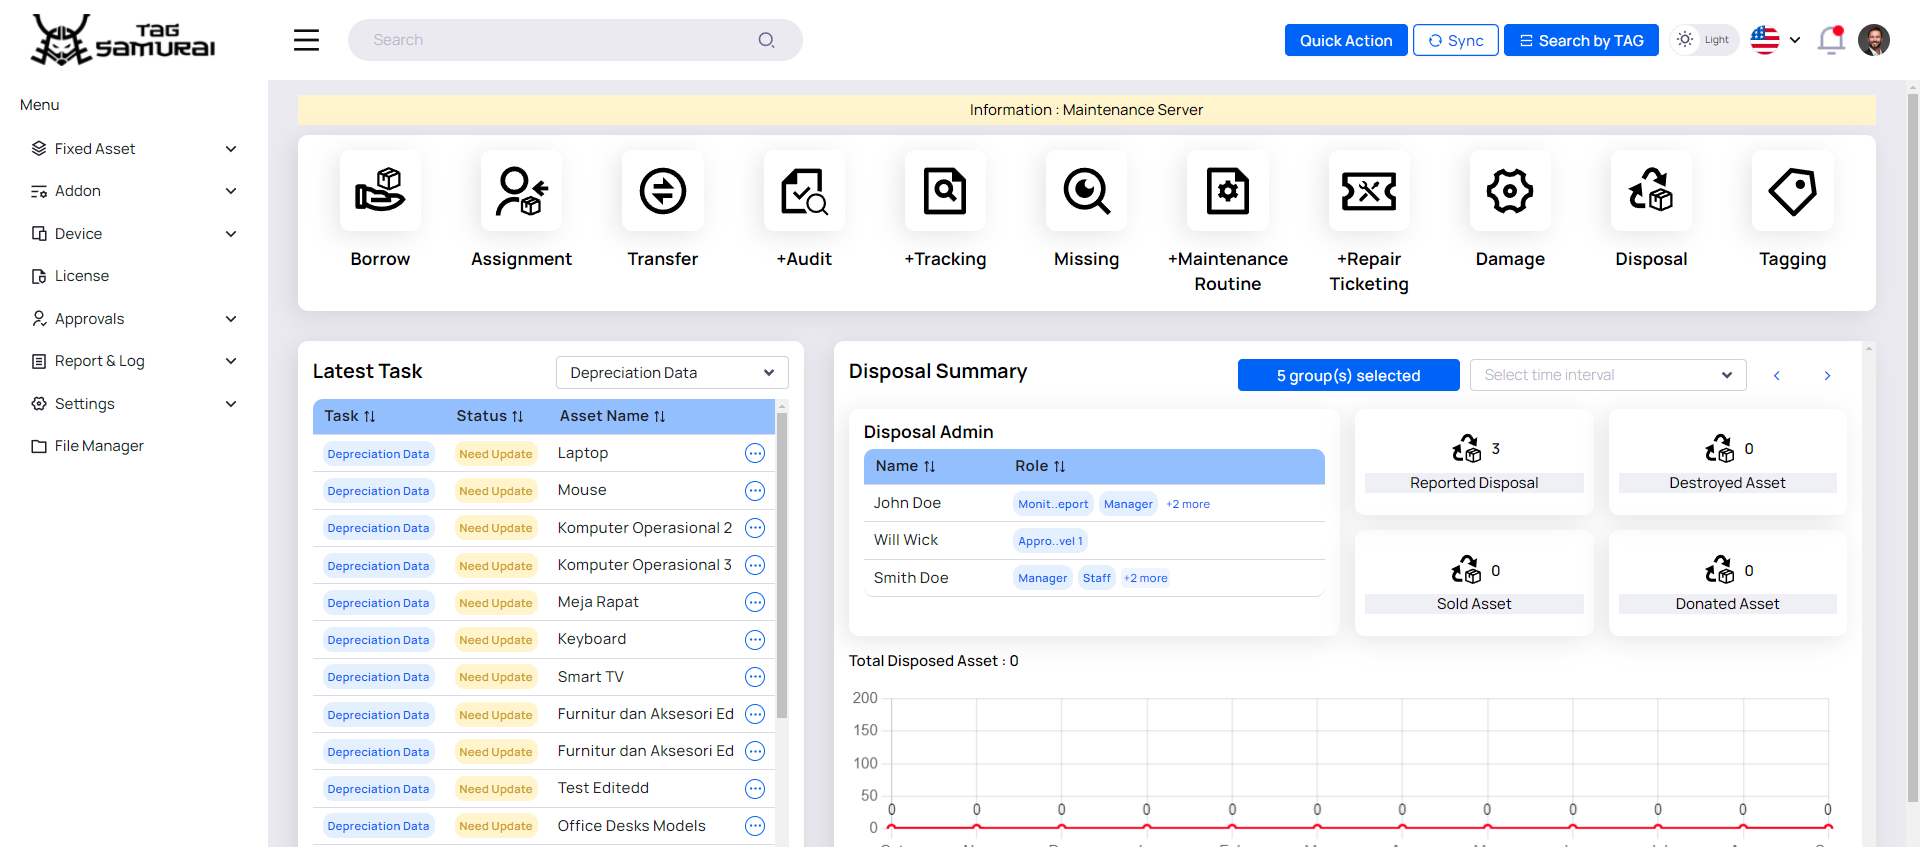 TAG
SAMURAI
Search
Quick Action
Sync
Search by TAG
Light
Menu
Fixed Asset
Addon
Device
License
Approvals
Report & Log
Settings
File Manager
Information : Maintenance Server
Borrow
Assignment
Transfer
+Audit
+Tracking
Missing
+Maintenance
Routine
+Repair
Ticketing
Damage
Disposal
Tagging
Latest Task
Depreciation Data
Task Status Asset Name
Depreciation Data Need Update Laptop
Depreciation Data Need Update Mouse
Depreciation Data Need Update Komputer Operasional 2
Depreciation Data Need Update Komputer Operasional 3
Depreciation Data Need Update Meja Rapat
Depreciation Data Need Update Keyboard
Depreciation Data Need Update Smart TV
Depreciation Data Need Update Furnitur dan Aksesori Ed
Depreciation Data Need Update Furnitur dan Aksesori Ed
Depreciation Data Need Update Test Editedd
Depreciation Data Need Update Office Desks Models
Disposal Summary
5 group(s) selected
Select time interval
Disposal Admin
Name Role
John Doe Monit..eport Manager +2 more
Will Wick Appro..vel 1
Smith Doe Manager Staff +2 more
3
Reported Disposal
0
Destroyed Asset
0
Sold Asset
0
Donated Asset
Total Disposed Asset : 0
200
150
100
50
0
0 0 0 0 0 0 0 0 0 0 0 0